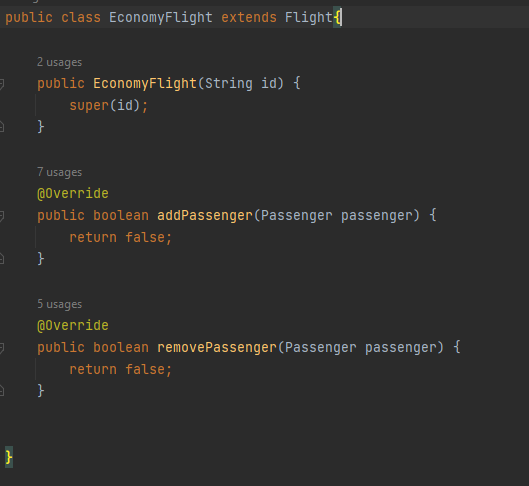 public class EconomyFlight extends Flight{
2 usages
public EconomyFlight(String id) {
super(id);
}
7 usages
@Override
public boolean addPassenger(Passenger passenger) {
return false;
}
5 usages
@Override
public boolean removePassenger(Passenger passenger) {
return false;
}
}